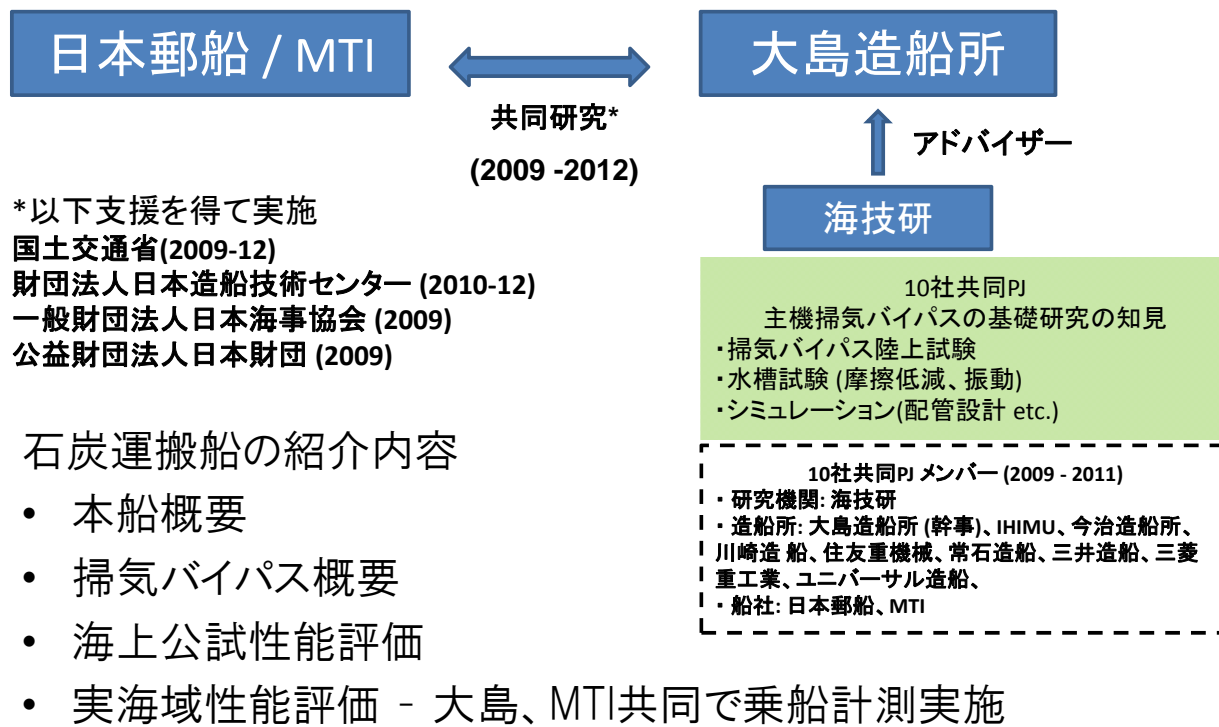 日本郵船 / MTI
大島造船所
共同研究*
(2009 -2012)
アドバイザー
海技研
*以下支援を得て実施
国土交通省(2009-12)
財団法人日本造船技術センター (2010-12)
一般財団法人日本海事協会 (2009)
公益財団法人日本財団 (2009)
10社共同PJ
主機掃気バイパスの基礎研究の知見
・掃気バイパス陸上試験
・水槽試験 (摩擦低減、振動)
・シミュレーション(配管設計 etc.)
10社共同PJ メンバー (2009 - 2011)
・ 研究機関: 海技研
・ 造船所: 大島造船所 (幹事)、IHIMU、今治造船所、
川崎造 船、住友重機械、常石造船、三井造船、三菱
重工業、ユニバーサル造船、
・ 船社: 日本郵船、MTI
石炭運搬船の紹介内容
• 本船概要
• 掃気バイパス概要
• 海上公試性能評価
• 実海域性能評価 - 大島、MTI共同で乗船計測実施